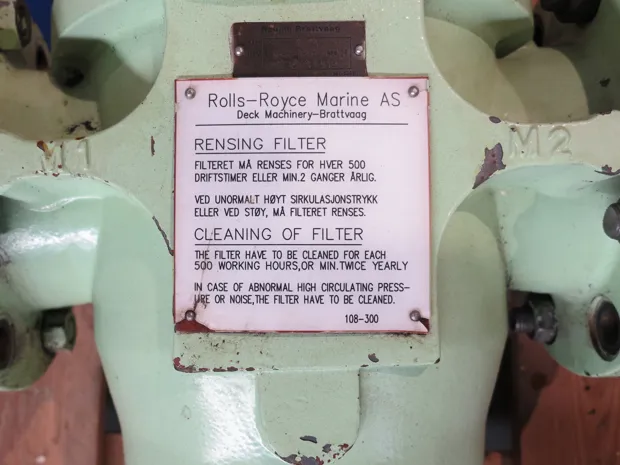 Rolls-Royce Marine AS
Deck Machinery-Brattvaag
RENSING FILTER
FILTERET MÅ RENSES FOR HVER 500
DRIFTSTIMER ELLER MIN.2 GANGER ÅRLIG.
VED UNORMALT HØYT SIRKULASJONSTRYKK
ELLER VED STØY, MÅ FILTERET RENSES.
M1
M2
CLEANING OF FILTER
THE FILTER HAVE TO BE CLEANED FOR EACH
500 WORKING HOURS,OR MIN.TWICE YEARLY
IN CASE OF ABNORMAL HIGH CIRCULATING PRESS-
URE OR NOISE,THE FILTER HAVE TO BE CLEANED.
108-300